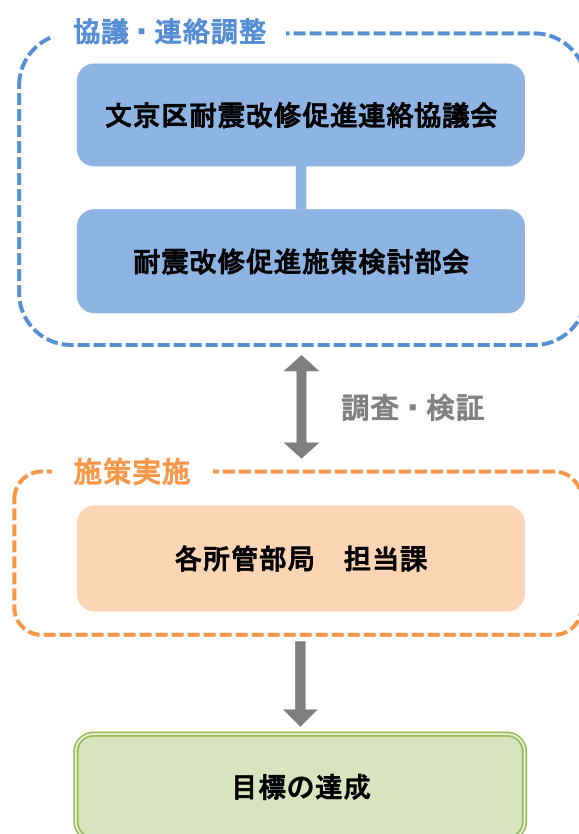 協議・連絡調整
文京区耐震改修促進連絡協議会
耐震改修促進施策検討部会
調査・検証
施策実施
各所管部局　担当課
目標の達成